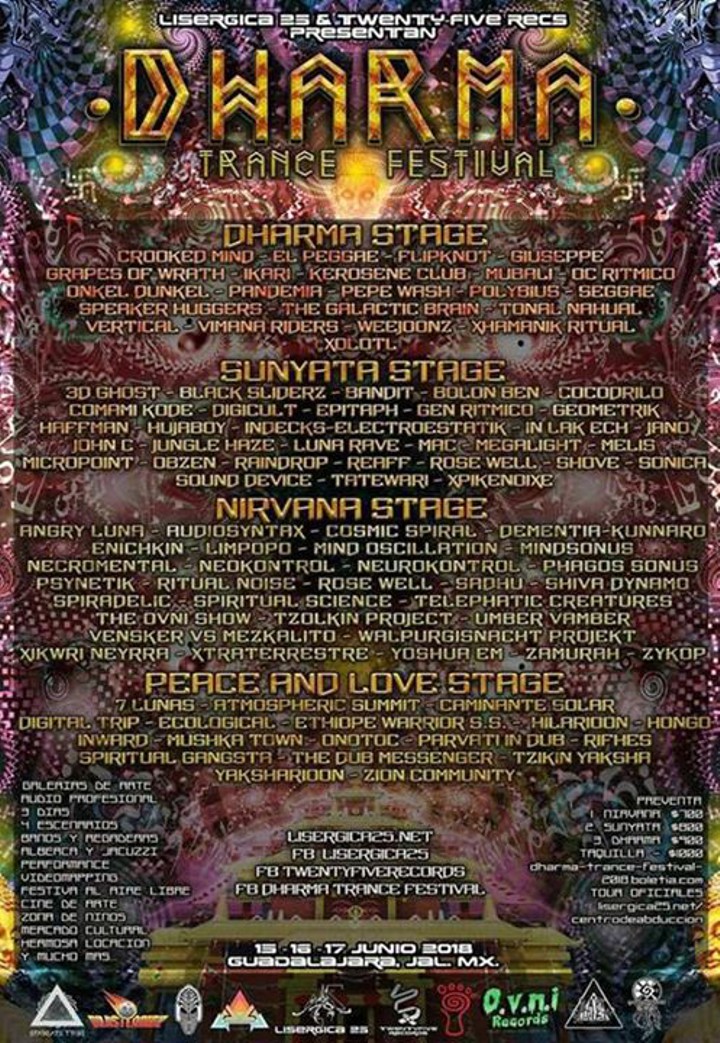 LISERGICA 25 & TWENTY-FIVE RECS
PRESENTAN
DHARMA
TRANCE FESTIIVAL
DHARMA STAGE
CROOKED MIND - EL PEGGAE - FLIPKNOT - GIUSEPPE
GRAPES OF WRATH - IKARI - KEROSENE CLUB - MUBALI - OC RITMICO
ONKEL DUNKEL - PANDEMIA - PEPE WASH - POLYBIUS - SEGGAE
SPEAKER HUGGERS - THE GALACTIC BRAIN - TONAL NAHUAL
VERTICAL - VIMANA RIDERS - WEEJOONZ - XHAMANIK RITUAL
XOLOTL
SUNYATA STAGE
3D GHOST - BLACK SLIDERZ - BANDIT - BOLON BEN - COCODRILO
COMAMI KODE - DIGICULT - EPITAPH - GEN RITMICO - GEOMETRIK
HAFFMAN - HUJABOY - INDECKS-ELECTROESTATIK - IN LAK ECH - JANO
JOHN C - JUNGLE HAZE - LUNA RAVE - MAC - MEGALIGHT - MELIS
MICROPOINT - OBZEN - RAINDROP - REAFF - ROSE WELL - SHOVE - SONICA
SOUND DEVICE - TATEWARI - XPIKENOIXE
NIRVANA STAGE
ANGRY LUNA - AUDIOSYNTAX - COSMIC SPIRAL - DEMENTIA-KUNNARO
ENICHKIN - LIMPOPO - MIND OSCILLATION - MINDSONUS
NECROMENTAL - NEOKONTROL - NEUROKONTROL - PHAGOS SONUS
PSYNETIK - RITUAL NOISE - ROSE WELL - SADHU - SHIVA DYNAMO
SPIRADELIC - SPIRITUAL SCIENCE - TELEPHATIC CREATURES
THE OVNI SHOW - TZOLKIN PROJECT - UMBER VAMBER
VENSKER VS MEZKALITO - WALPURGISNACHT PROJEKT
XIKWRI NEYRRA - XTRATERRESTRE - YOSHUA EM - ZAMURAH - ZYKOP
PEACE AND LOVE STAGE
7 LUNAS - ATMOSPHERIC SUMMIT - CAMINANTE SOLAR
DIGITAL TRIP - ECOLOGICAL - ETHIOPE WARRIOR S.S. - HILARIOON - HONGO
INWARD - MUSHKA TOWN - ONOTOC - PARVATI IN DUB - RIFHES
SPIRITUAL GANGSTA - THE DUB MESSENGER - TZIKIN YAKSHA
YAKSHARIOON - ZION COMMUNITY
GALERIAS DE ARTE
AUDIO PROFESIONAL
3 DIAS
4 ESCENARIOS
BANOS Y REGADERAS
ALBERCA Y JACUZZI
PERFORMANCE
VIDEOMAPPING
FESTIVA AL AIRE LIBRE
CINE DE ARTE
ZONA DE NINOS
MERCADO CULTURAL
HERMOSA LOCACION
Y MUCHO MAS...
LISERGICA25.NET
FB LISERGICA25
FB TWENTYFIVERECORDS
FB DHARMA TRANCE FESTIVAL
PREVENTA
1 NIRVANA $700
2 SUNYATA $800
3 DHARMA $900
TAQUILLA - $1000
dharma-trance-festival-
2018.boletia.com
TOUR OFICIALES
lisergica25.net/
centrodeabduccion
15 -16 -17 JUNIO 2018
GUADALAJARA, JAL. MX.
LISERGICA 25
TWENTYFIVE
RECORDS
O.v.n.i
Records